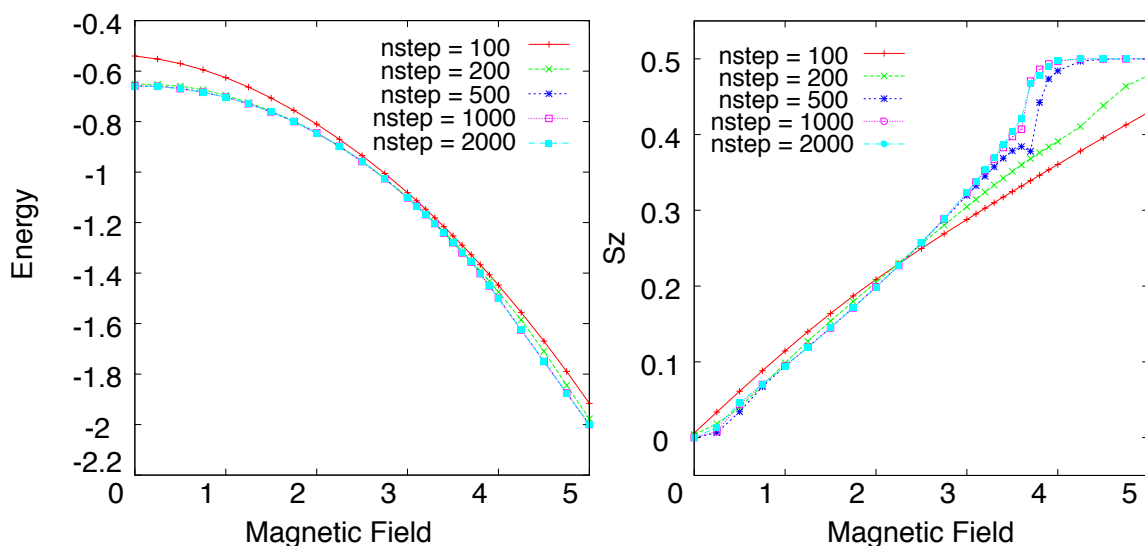 -0.4
-0.6
-0.8
-1
-1.2
-1.4
-1.6
-1.8
-2
-2.2
Energy
nstep = 100
nstep = 200
nstep = 500
nstep = 1000
nstep = 2000
0 1 2 3 4 5
Magnetic Field
0.5
0.4
0.3
0.2
0.1
0
Sz
nstep = 100
nstep = 200
nstep = 500
nstep = 1000
nstep = 2000
0 1 2 3 4 5
Magnetic Field